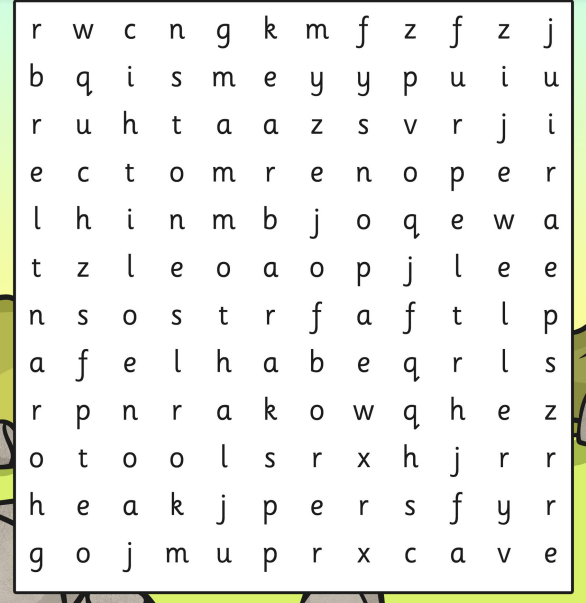 r w c n g k m f z f z j
b q i s m e y y p u i u
r u h t a a z s v r j i
e c t o m r e n o p e r
l h i n m b j o q e w a
t z l e o a o p j l e e
n s o s t r f a f t l p
a f e l h a b e q r l s
r p n r a k o w q h e z
o t o o l s r x h j r r
h e a k j p e r s f y r
g o j m u p r x c a v e